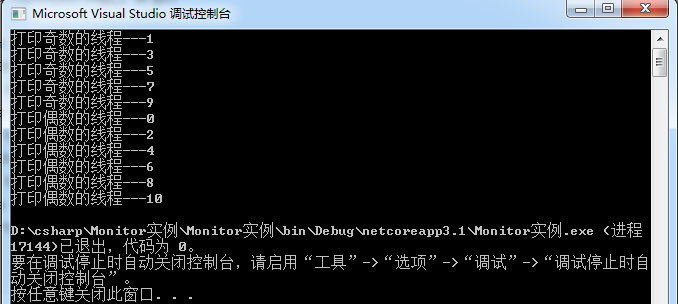 Microsoft Visual Studio 调试控制台
打印奇数的线程---1
打印奇数的线程---3
打印奇数的线程---5
打印奇数的线程---7
打印奇数的线程---9
打印偶数的线程---0
打印偶数的线程---2
打印偶数的线程---4
打印偶数的线程---6
打印偶数的线程---8
打印偶数的线程---10
D:\csharp\Monitor实例\Monitor实例\bin\Debug\netcoreapp3.1\Monitor实例.exe (进程
17144)已退出，代码为 0。
要在调试停止时自动关闭控制台，请启用“工具”->“选项”->“调试”->“调试停止时自
动关闭控制台”。
按任意键关闭此窗口. . .